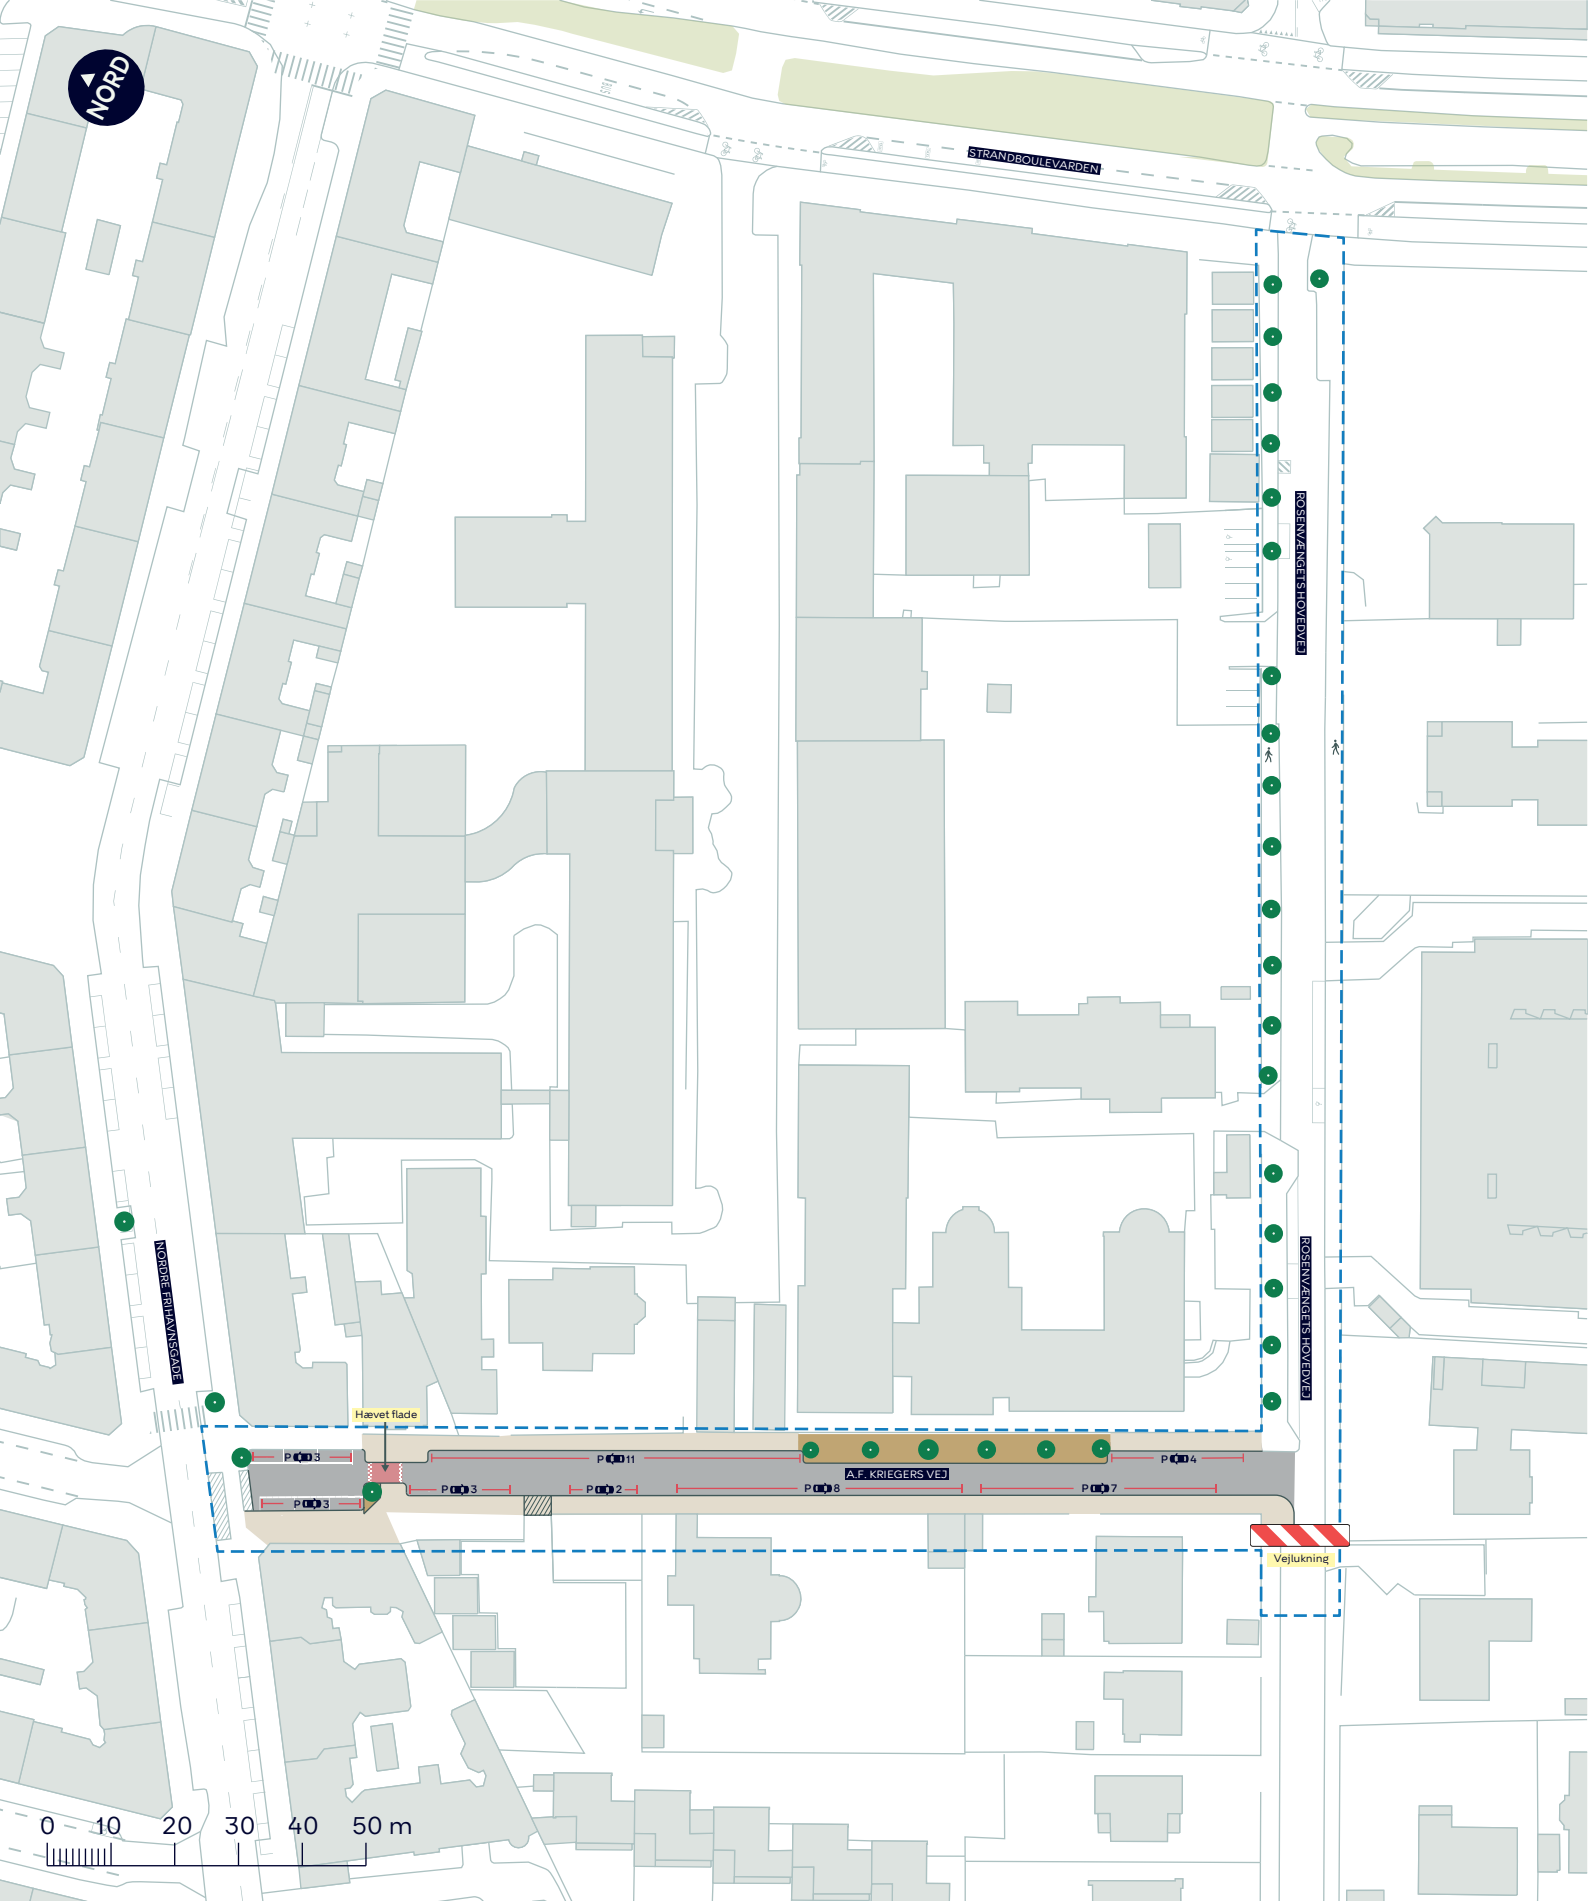 NORD
STRANDBOULEVARDEN
ROSENVÆNGETS HOVEDVEJ
ROSENVÆNGETS HOVEDVEJ
NORDRE FRIHAVNSGADE
Hævet flade
P 3
P 11
P 4
A.F. KRIEGERS VEJ
P 3
P 2
P 8
P 7
P 3
Vejlukning
0 10 20 30 40 50 m